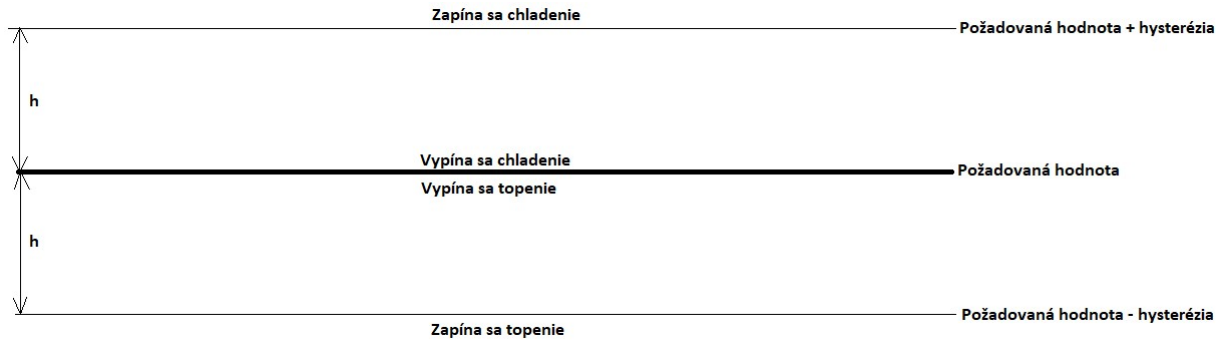 Zapína sa chladenie
Požadovaná hodnota + hysterézia
h
Vypína sa chladenie
Požadovaná hodnota
Vypína sa topenie
h
Požadovaná hodnota - hysterézia
Zapína sa topenie